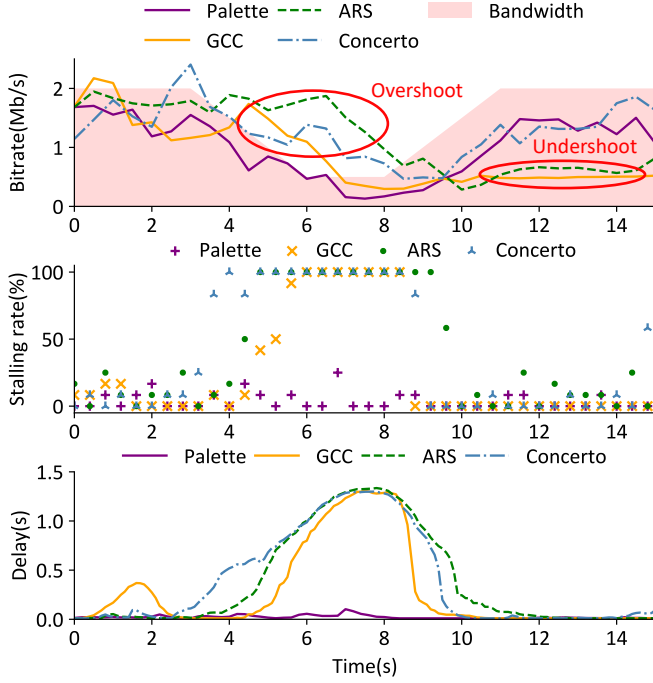 Palette ARS Bandwidth
GCC Concerto
Bitrate(Mb/s)
2
1
0
Overshoot
Undershoot
0 2 4 6 8 10 12 14
Palette GCC ARS Concerto
Stalling rate(%)
100
50
0
0 2 4 6 8 10 12 14
Palette GCC ARS Concerto
Delay(s)
1.5
1.0
0.5
0.0
0 2 4 6 8 10 12 14
Time(s)